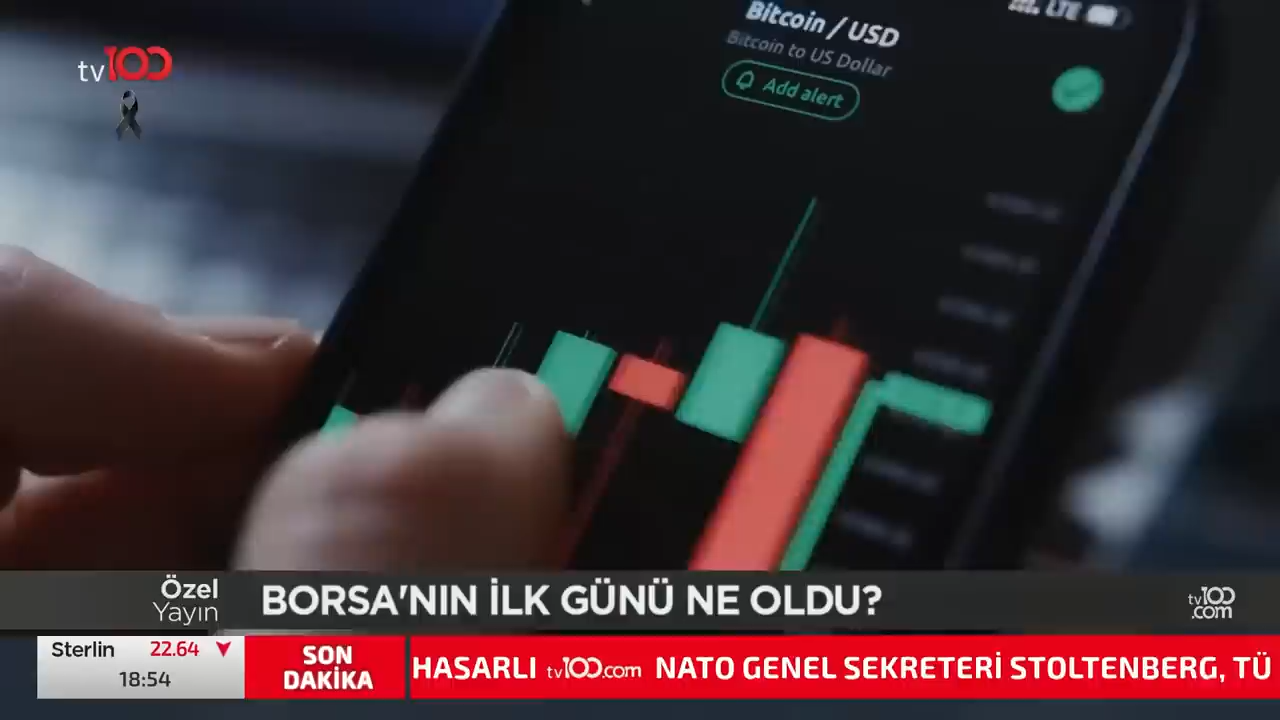 Bitcoin / USD
LTE
Bitcoin to US Dollar
Add alert
tv100
Özel
Yayın
BORSA'NIN İLK GÜNÜ NE OLDU?
tv100
.com
Sterlin 22.64
18:54
SON
DAKİKA
HASARLI tv100.com NATO GENEL SEKRETERİ STOLTENBERG, TÜ